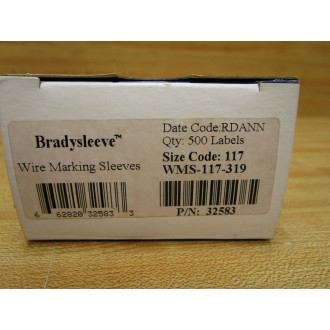 Bradysleeve™
Wire Marking Sleeves
6 62820 32583 3
Date Code:RDANN
Qty: 500 Labels
Size Code: 117
WMS-117-319
P/N: 32583